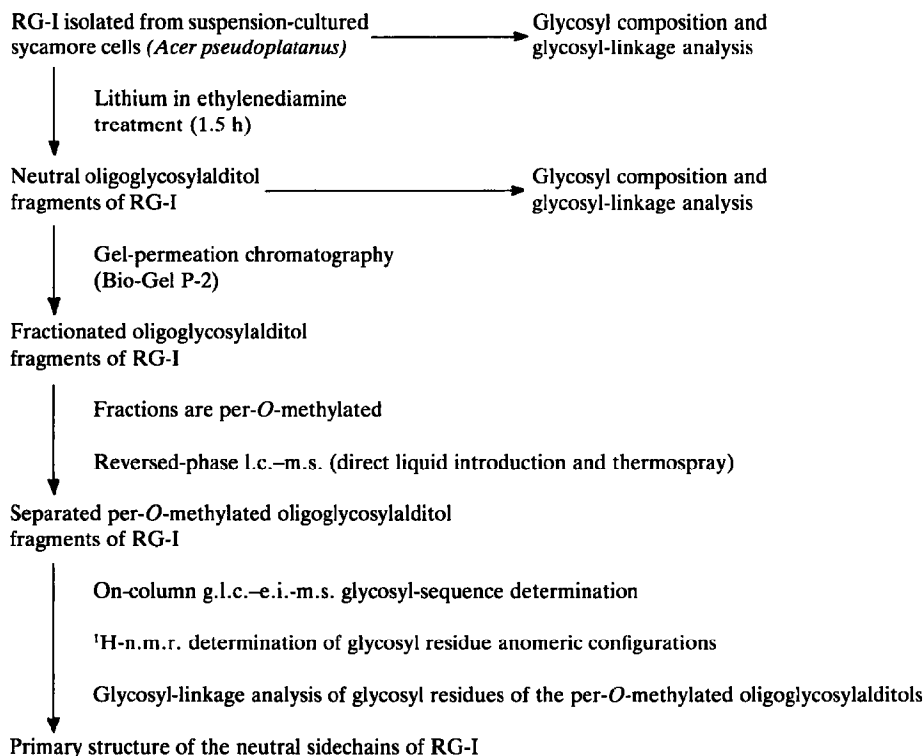 RG-I isolated from suspension-cultured
sycamore cells (Acer pseudoplatanus)
Glycosyl composition and
glycosyl-linkage analysis
Lithium in ethylenediamine
treatment (1.5 h)
Neutral oligoglycosylalditol
fragments of RG-I
Glycosyl composition and
glycosyl-linkage analysis
Gel-permeation chromatography
(Bio-Gel P-2)
Fractionated oligoglycosylalditol
fragments of RG-I
Fractions are per-O-methylated
Reversed-phase l.c.–m.s. (direct liquid introduction and thermospray)
Separated per-O-methylated oligoglycosylalditol
fragments of RG-I
On-column g.l.c.–e.i.-m.s. glycosyl-sequence determination
¹H-n.m.r. determination of glycosyl residue anomeric configurations
Glycosyl-linkage analysis of glycosyl residues of the per-O-methylated oligoglycosylalditols
Primary structure of the neutral sidechains of RG-I